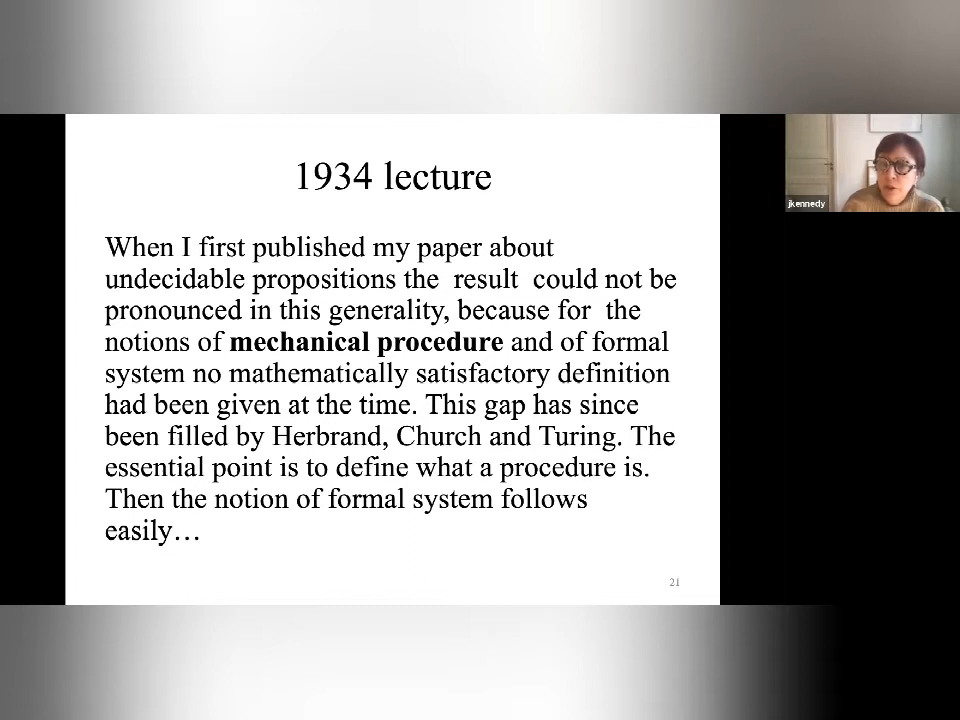 1934 lecture
When I first published my paper about
undecidable propositions the result could not be
pronounced in this generality, because for the
notions of mechanical procedure and of formal
system no mathematically satisfactory definition
had been given at the time. This gap has since
been filled by Herbrand, Church and Turing. The
essential point is to define what a procedure is.
Then the notion of formal system follows
easily…
21
jkennedy